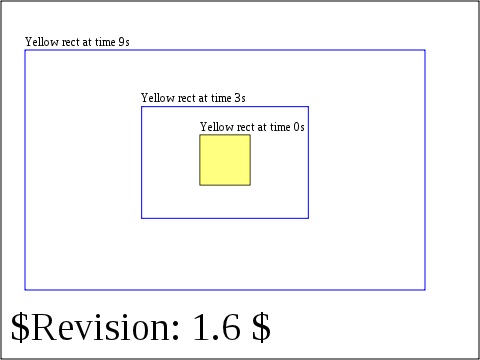 Yellow rect at time 9s
Yellow rect at time 3s
Yellow rect at time 0s
$Revision: 1.6 $